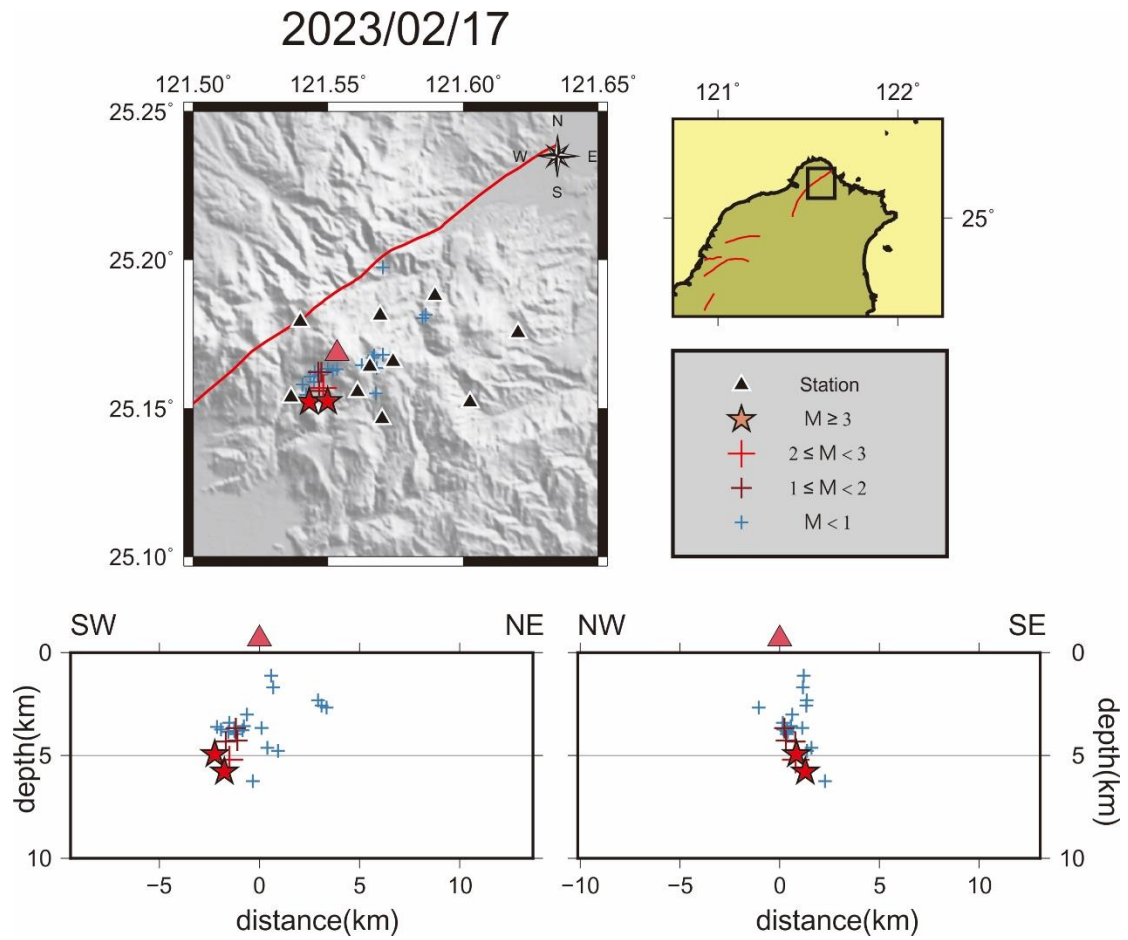 2023/02/17
121.50° 121.55° 121.60° 121.65°
25.25°
25.20°
25.15°
25.10°
N
W E
S
121° 122°
25°
Station
M ≥ 3
2 ≤ M < 3
1 ≤ M < 2
M < 1
SW NE
0
5
10
depth(km)
−5 0 5 10
distance(km)
NW SE
0
5
10
depth(km)
−10 −5 0 5 10
distance(km)